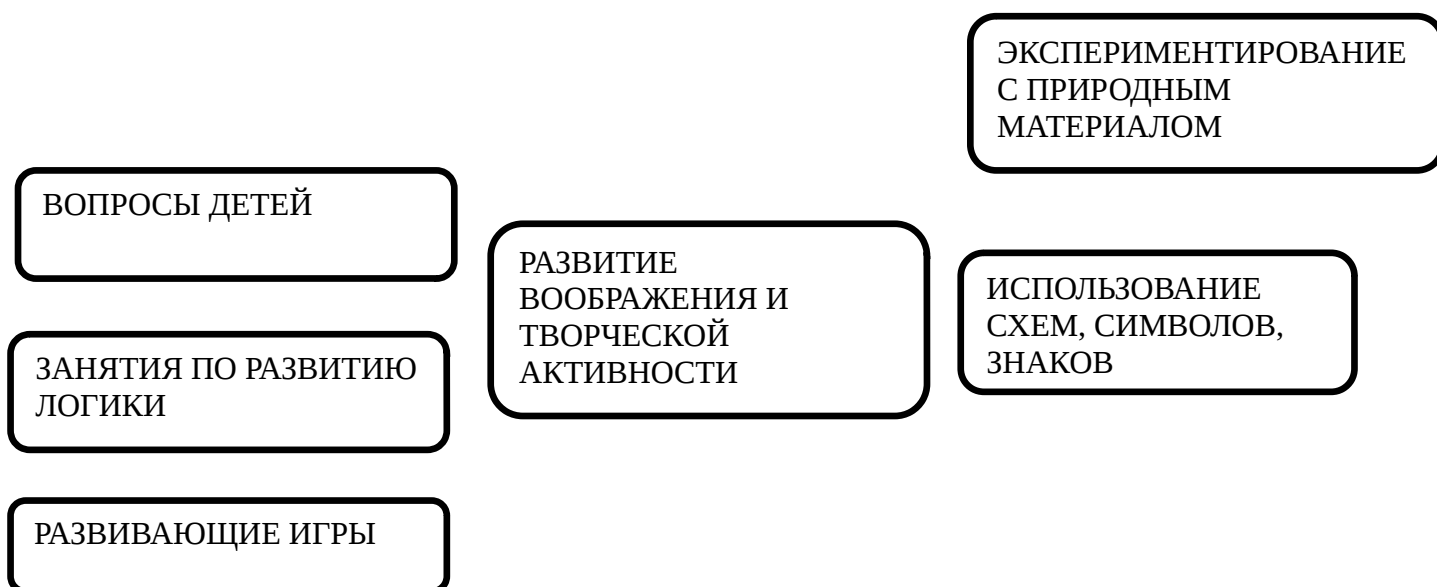 ЭКСПЕРИМЕНТИРОВАНИЕ
С ПРИРОДНЫМ
МАТЕРИАЛОМ
ВОПРОСЫ ДЕТЕЙ
РАЗВИТИЕ
ВООБРАЖЕНИЯ И
ТВОРЧЕСКОЙ
АКТИВНОСТИ
ИСПОЛЬЗОВАНИЕ
СХЕМ, СИМВОЛОВ,
ЗНАКОВ
ЗАНЯТИЯ ПО РАЗВИТИЮ
ЛОГИКИ
РАЗВИВАЮЩИЕ ИГРЫ